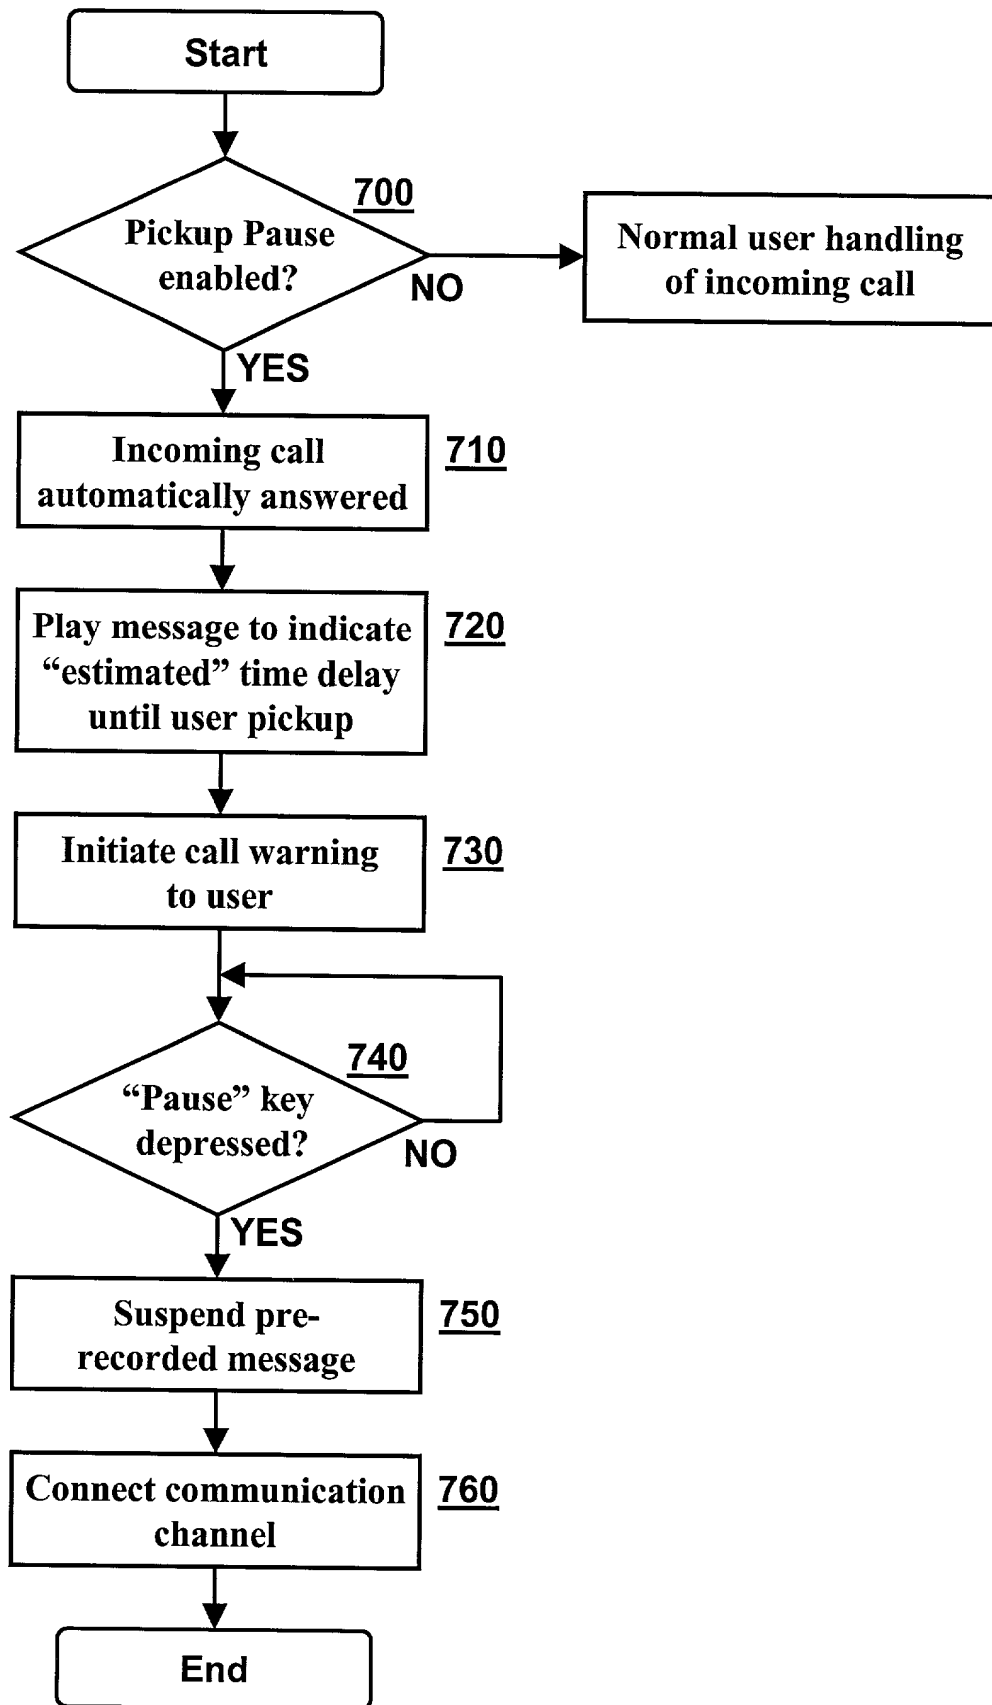 Start
700
Pickup Pause
enabled?
NO
Normal user handling
of incoming call
YES
Incoming call
automatically answered
710
Play message to indicate
“estimated” time delay
until user pickup
720
Initiate call warning
to user
730
740
“Pause” key
depressed?
NO
YES
Suspend pre-
recorded message
750
Connect communication
channel
760
End